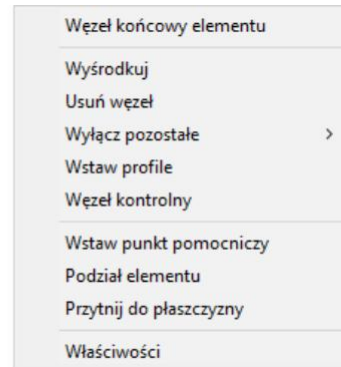 Węzeł końcowy elementu
Wyśrodkuj
Usuń węzeł
Wyłącz pozostałe
Wstaw profile
Węzeł kontrolny
Wstaw punkt pomocniczy
Podział elementu
Przytnij do płaszczyzny
Właściwości